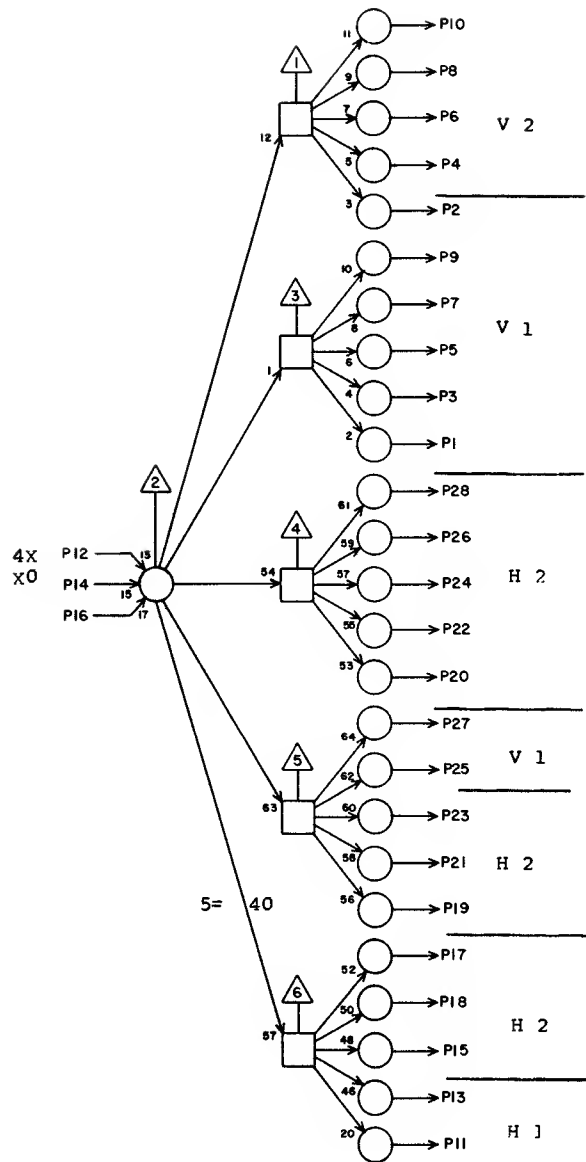 11 P10
1
9 P8
7 P6
V 2
12
5 P4
3 P2
10 P9
3
8 P7
V 1
1
6 P5
4 P3
2 P1
2
61 P28
4
59 P26
4x
x0
P12 13
P14 15
P16 17
54
57 P24
H 2
55 P22
53 P20
64 P27
5
62 P25
V 1
63
60 P23
58 P21
H 2
56 P19
5= 40
52 P17
6
50 P18
H 2
57
48 P15
46 P13
20 P11
H 1